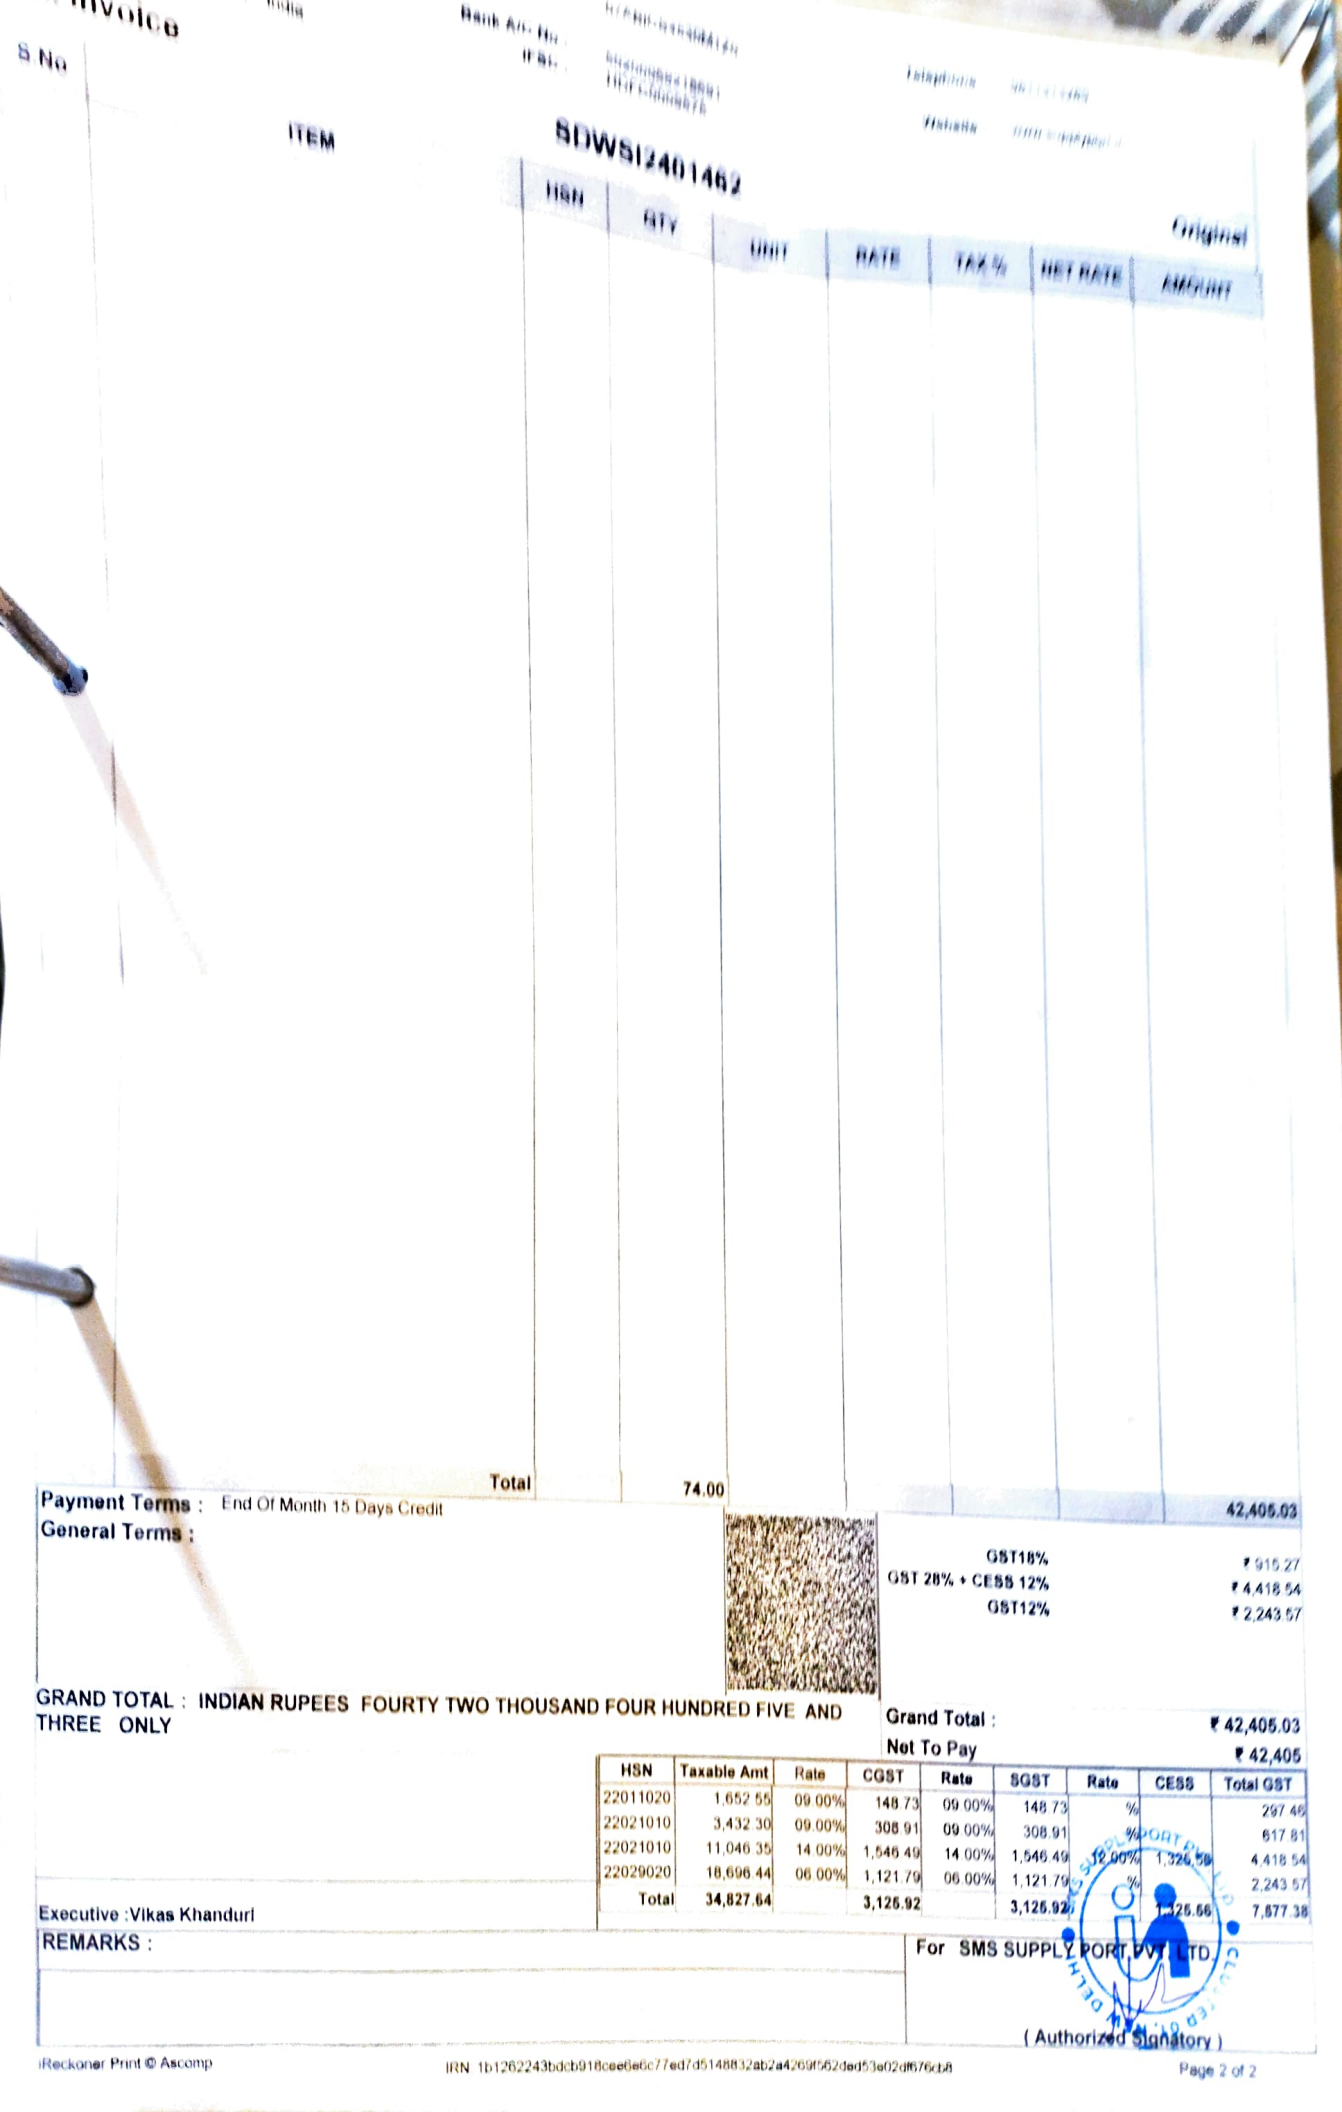 Invoice
India
Bank A/c No :
Telephone
Website
S.No
ITEM
SDWSI2401462
Original
HSN QTY UNIT RATE TAX % NET RATE AMOUNT
Total 74.00 42,405.03
Payment Terms : End Of Month 15 Days Credit
General Terms :
GST18% ₹ 915.27
GST 28% + CESS 12% ₹ 4,418.54
GST12% ₹ 2,243.57
GRAND TOTAL : INDIAN RUPEES FOURTY TWO THOUSAND FOUR HUNDRED FIVE AND
THREE ONLY
Grand Total : ₹ 42,405.03
Net To Pay ₹ 42,405
HSN Taxable Amt Rate CGST Rate SGST Rate CESS Total GST
22011020 1,652.55 09.00% 148.73 09.00% 148.73 % 297.46
22021010 3,432.30 09.00% 308.91 09.00% 308.91 % 617.81
22021010 11,046.35 14.00% 1,546.49 14.00% 1,546.49 12.00% 4,418.54
22029020 18,696.44 06.00% 1,121.79 06.00% 1,121.79 % 2,243.57
Total 34,827.64 3,125.92 3,125.92 1,325.56 7,577.38
Executive :Vikas Khanduri
REMARKS :
For SMS SUPPLY PORT PVT. LTD.
( Authorized Signatory )
iReckoner Print © Ascomp
IRN
Page 2 of 2